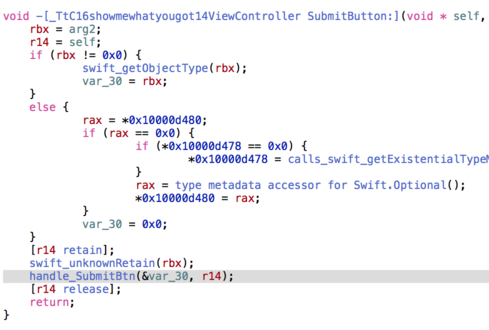 void -[_TtC16showmewhatyougot14ViewController SubmitButton:](void * self,
rbx = arg2;
r14 = self;
if (rbx != 0x0) {
swift_getObjectType(rbx);
var_30 = rbx;
}
else {
rax = *0x10000d480;
if (rax == 0x0) {
if (*0x10000d478 == 0x0) {
*0x10000d478 = calls_swift_getExistentialTypeM
}
rax = type metadata accessor for Swift.Optional();
*0x10000d480 = rax;
}
var_30 = 0x0;
}
[r14 retain];
swift_unknownRetain(rbx);
handle_SubmitBtn(&var_30, r14);
[r14 release];
return;
}